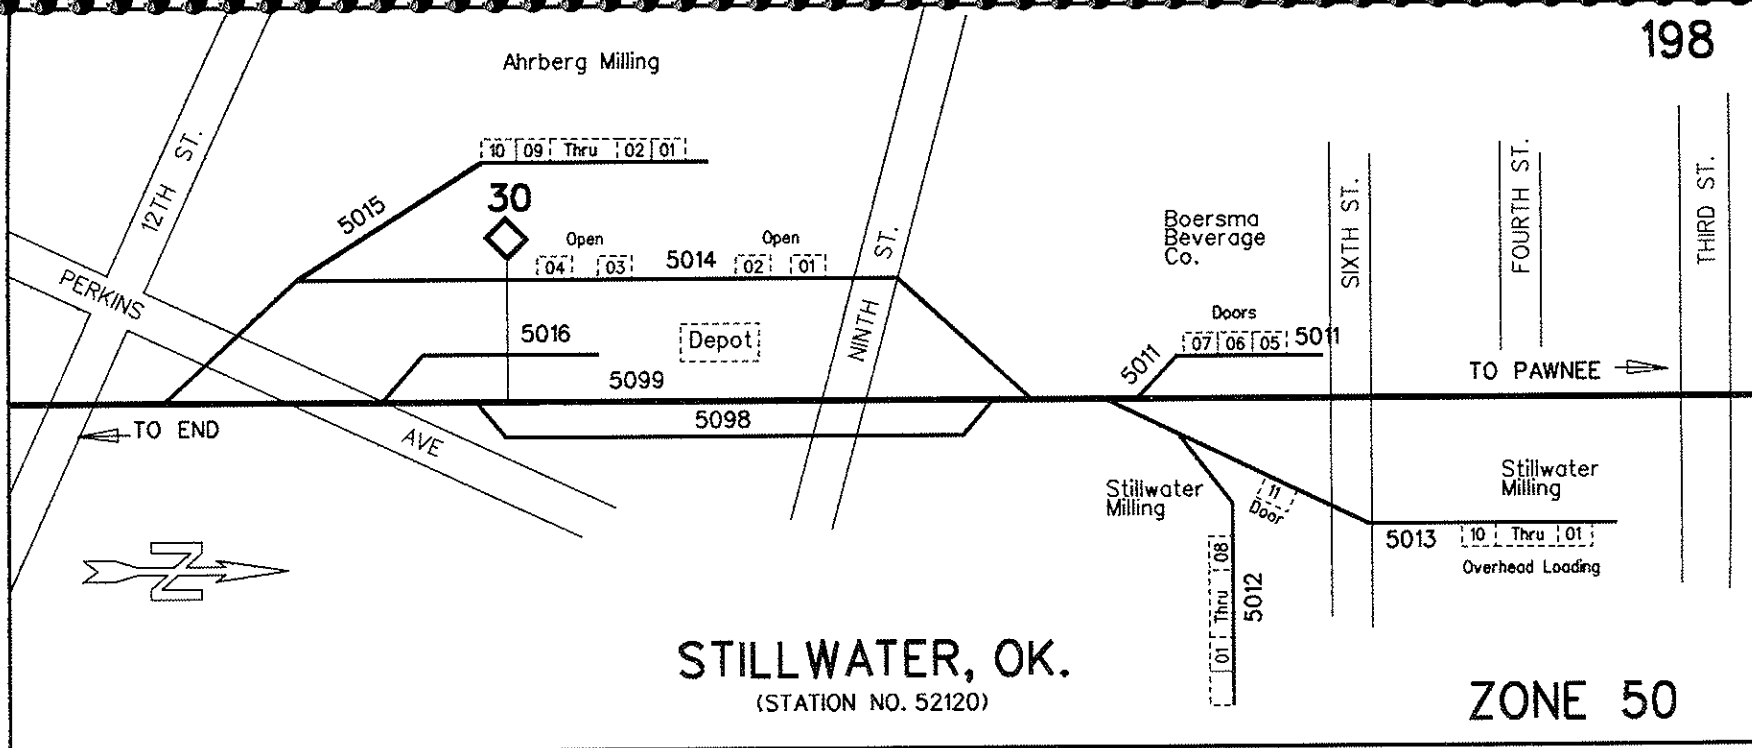 198
Ahrberg Milling
12TH ST.
10 09 Thru 02 01
5015
30
Open
Open
04 03 5014 02 01
NINTH ST.
Boersma
Beverage
Co.
SIXTH ST.
FOURTH ST.
THIRD ST.
PERKINS AVE
5016
Depot
5099
5098
Doors
07 06 05 5011
5011
TO PAWNEE
TO END
Stillwater
Milling
11
Door
Stillwater
Milling
5013 10 Thru 01
Overhead Loading
01 Thru 08
5012
N
STILLWATER, OK.
(STATION NO. 52120)
ZONE 50